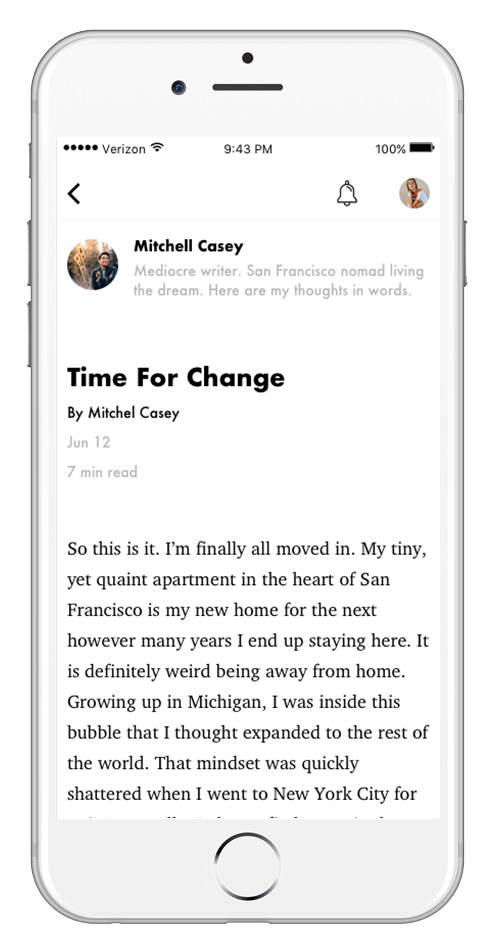 Verizon 9:43 PM 100%
Mitchell Casey
Mediocre writer. San Francisco nomad living
the dream. Here are my thoughts in words.
Time For Change
By Mitchel Casey
Jun 12
7 min read
So this is it. I’m finally all moved in. My tiny,
yet quaint apartment in the heart of San
Francisco is my new home for the next
however many years I end up staying here. It
is definitely weird being away from home.
Growing up in Michigan, I was inside this
bubble that I thought expanded to the rest of
the world. That mindset was quickly
shattered when I went to New York City for